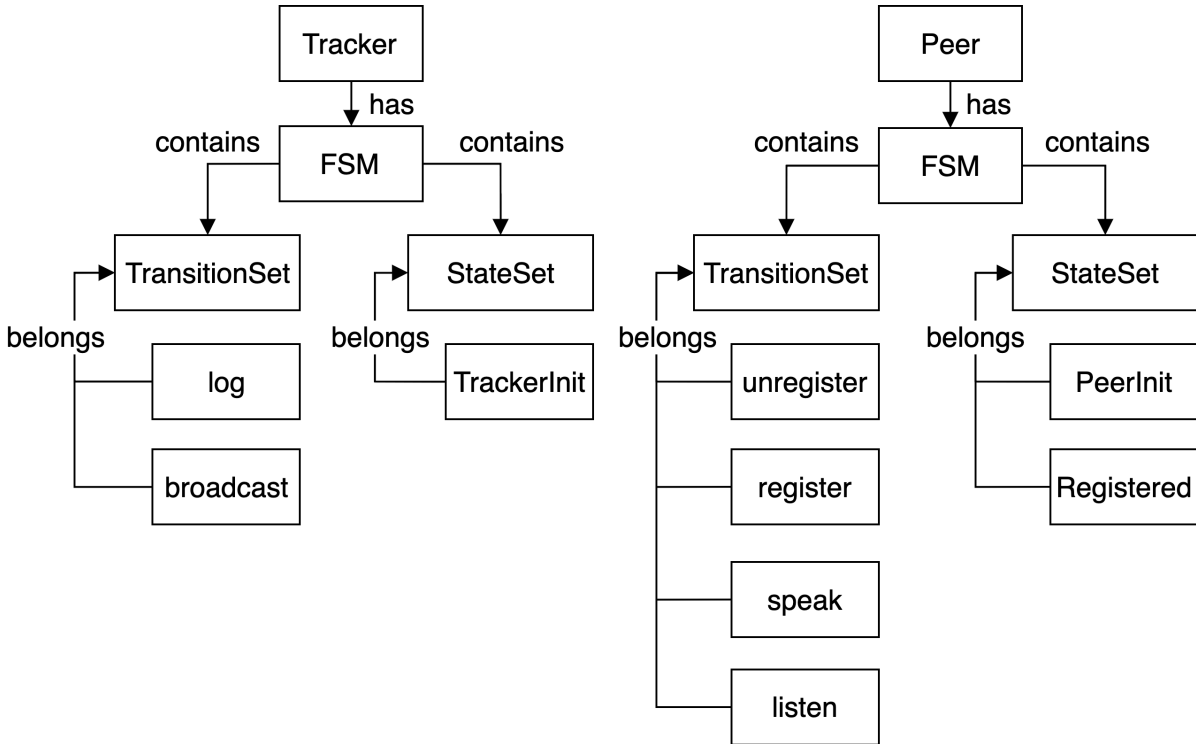 Tracker
has
contains
FSM
contains
TransitionSet
StateSet
belongs
belongs
log
TrackerInit
broadcast
Peer
has
contains
FSM
contains
TransitionSet
StateSet
belongs
belongs
unregister
PeerInit
register
Registered
speak
listen